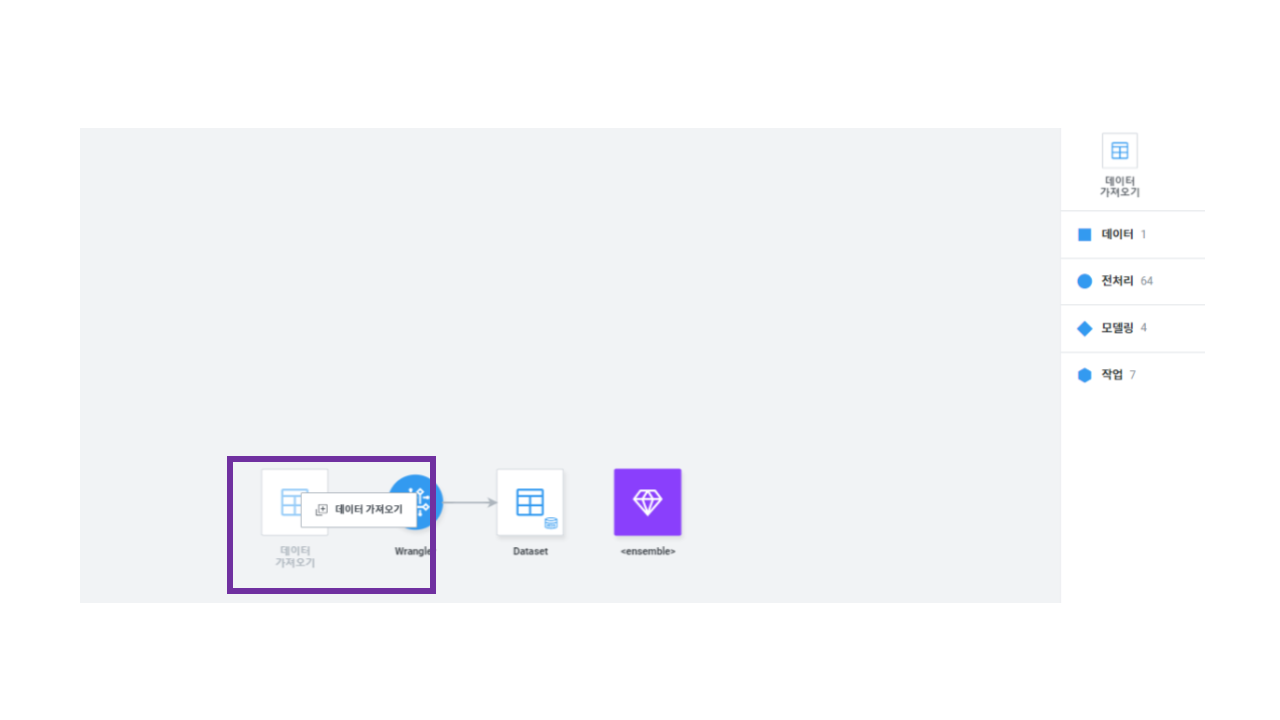 데이터
가져오기
데이터 1
전처리 64
모델링 4
작업 7
데이터 가져오기
데이터
가져오기
Wrangle
Dataset
<ensemble>